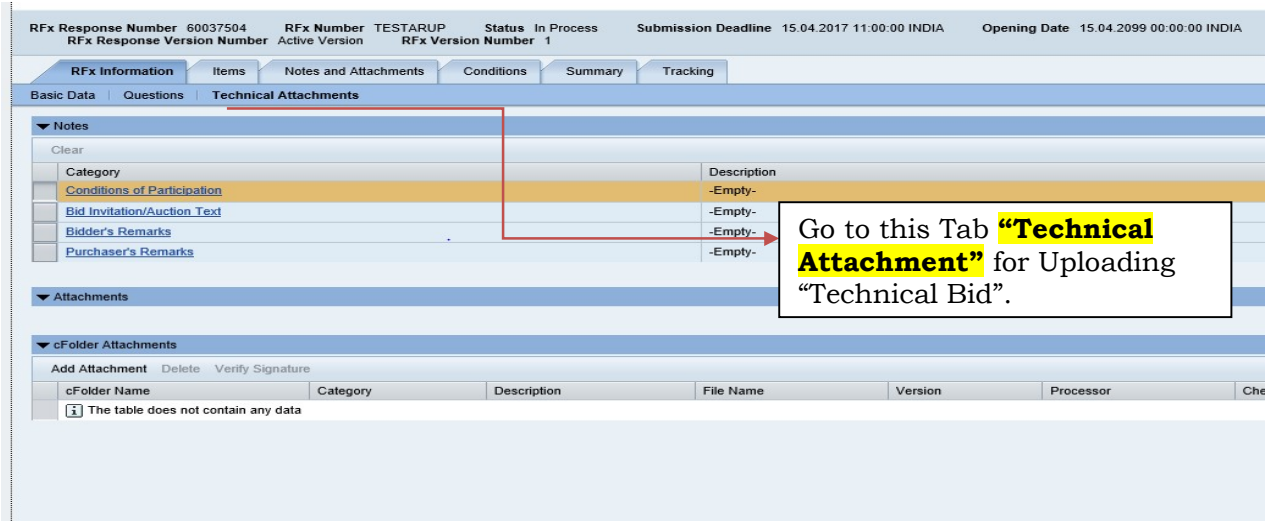 RFx Response Number 60037504 RFx Number TESTARUP Status In Process Submission Deadline 15.04.2017 11:00:00 INDIA Opening Date 15.04.2099 00:00:00 INDIA
RFx Response Version Number Active Version RFx Version Number 1
RFx Information Items Notes and Attachments Conditions Summary Tracking
Basic Data Questions Technical Attachments
Notes
Clear
Category Description
Conditions of Participation -Empty-
Bid Invitation/Auction Text -Empty-
Bidder's Remarks -Empty-
Purchaser's Remarks -Empty-
Go to this Tab “Technical
Attachment” for Uploading
“Technical Bid”.
Attachments
cFolder Attachments
Add Attachment Delete Verify Signature
cFolder Name Category Description File Name Version Processor Che
i The table does not contain any data